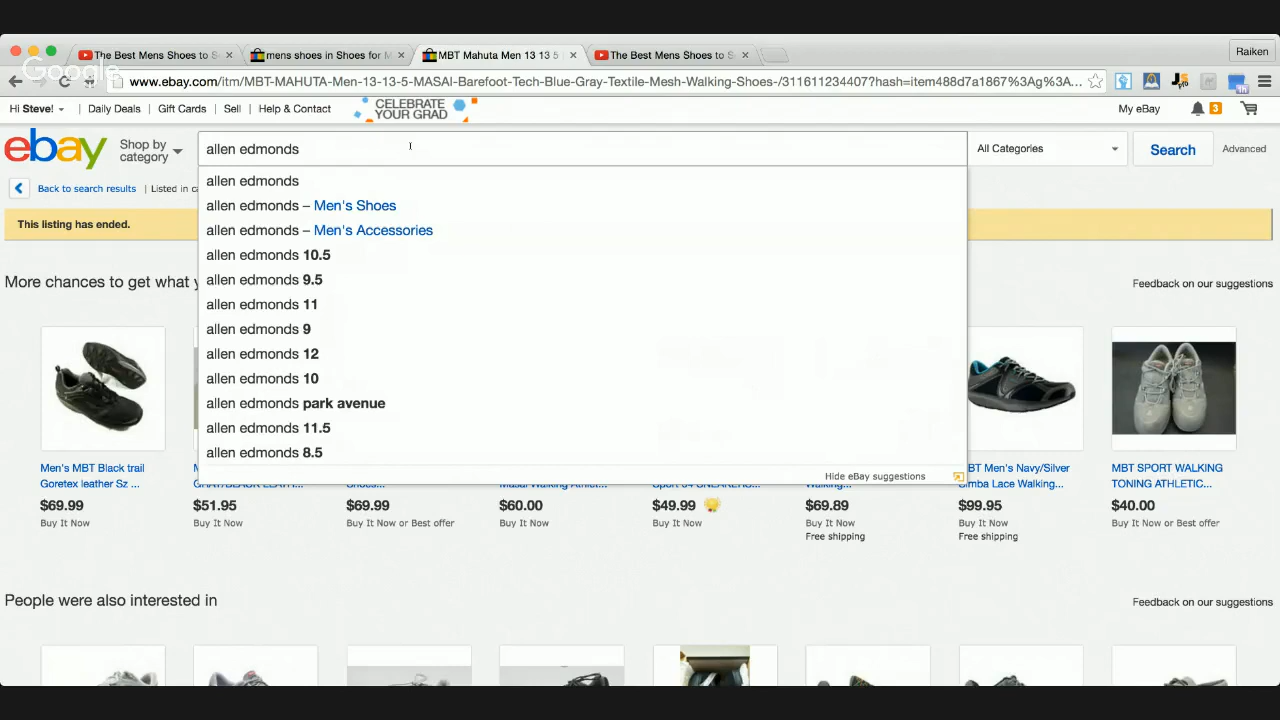 The Best Mens Shoes to S
mens shoes in Shoes for M
MBT Mahuta Men 13 13 5
The Best Mens Shoes to S
Raiken
Google
www.ebay.com/itm/MBT-MAHUTA-Men-13-13-5-MASAI-Barefoot-Tech-Blue-Gray-Textile-Mesh-Walking-Shoes-/311611234407?hash=item488d7a1867%3Ag%3A...
Hi Steve!
Daily Deals
Gift Cards
Sell
Help & Contact
CELEBRATE
YOUR GRAD
My eBay
3
ebay
Shop by
category
allen edmonds
All Categories
Search
Advanced
Back to search results
Listed in ca
This listing has ended.
allen edmonds
allen edmonds – Men's Shoes
allen edmonds – Men's Accessories
allen edmonds 10.5
allen edmonds 9.5
allen edmonds 11
allen edmonds 9
allen edmonds 12
allen edmonds 10
allen edmonds park avenue
allen edmonds 11.5
allen edmonds 8.5
Hide eBay suggestions
More chances to get what y
Feedback on our suggestions
Men's MBT Black trail
Goretex leather Sz ...
$69.99
Buy It Now
$51.95
Buy It Now
$69.99
Buy It Now or Best offer
$60.00
Buy It Now
$49.99
Buy It Now
$69.89
Buy It Now
Free shipping
BT Men's Navy/Silver
Simba Lace Walking...
$99.95
Buy It Now
Free shipping
MBT SPORT WALKING
TONING ATHLETIC...
$40.00
Buy It Now or Best offer
People were also interested in
Feedback on our suggestions